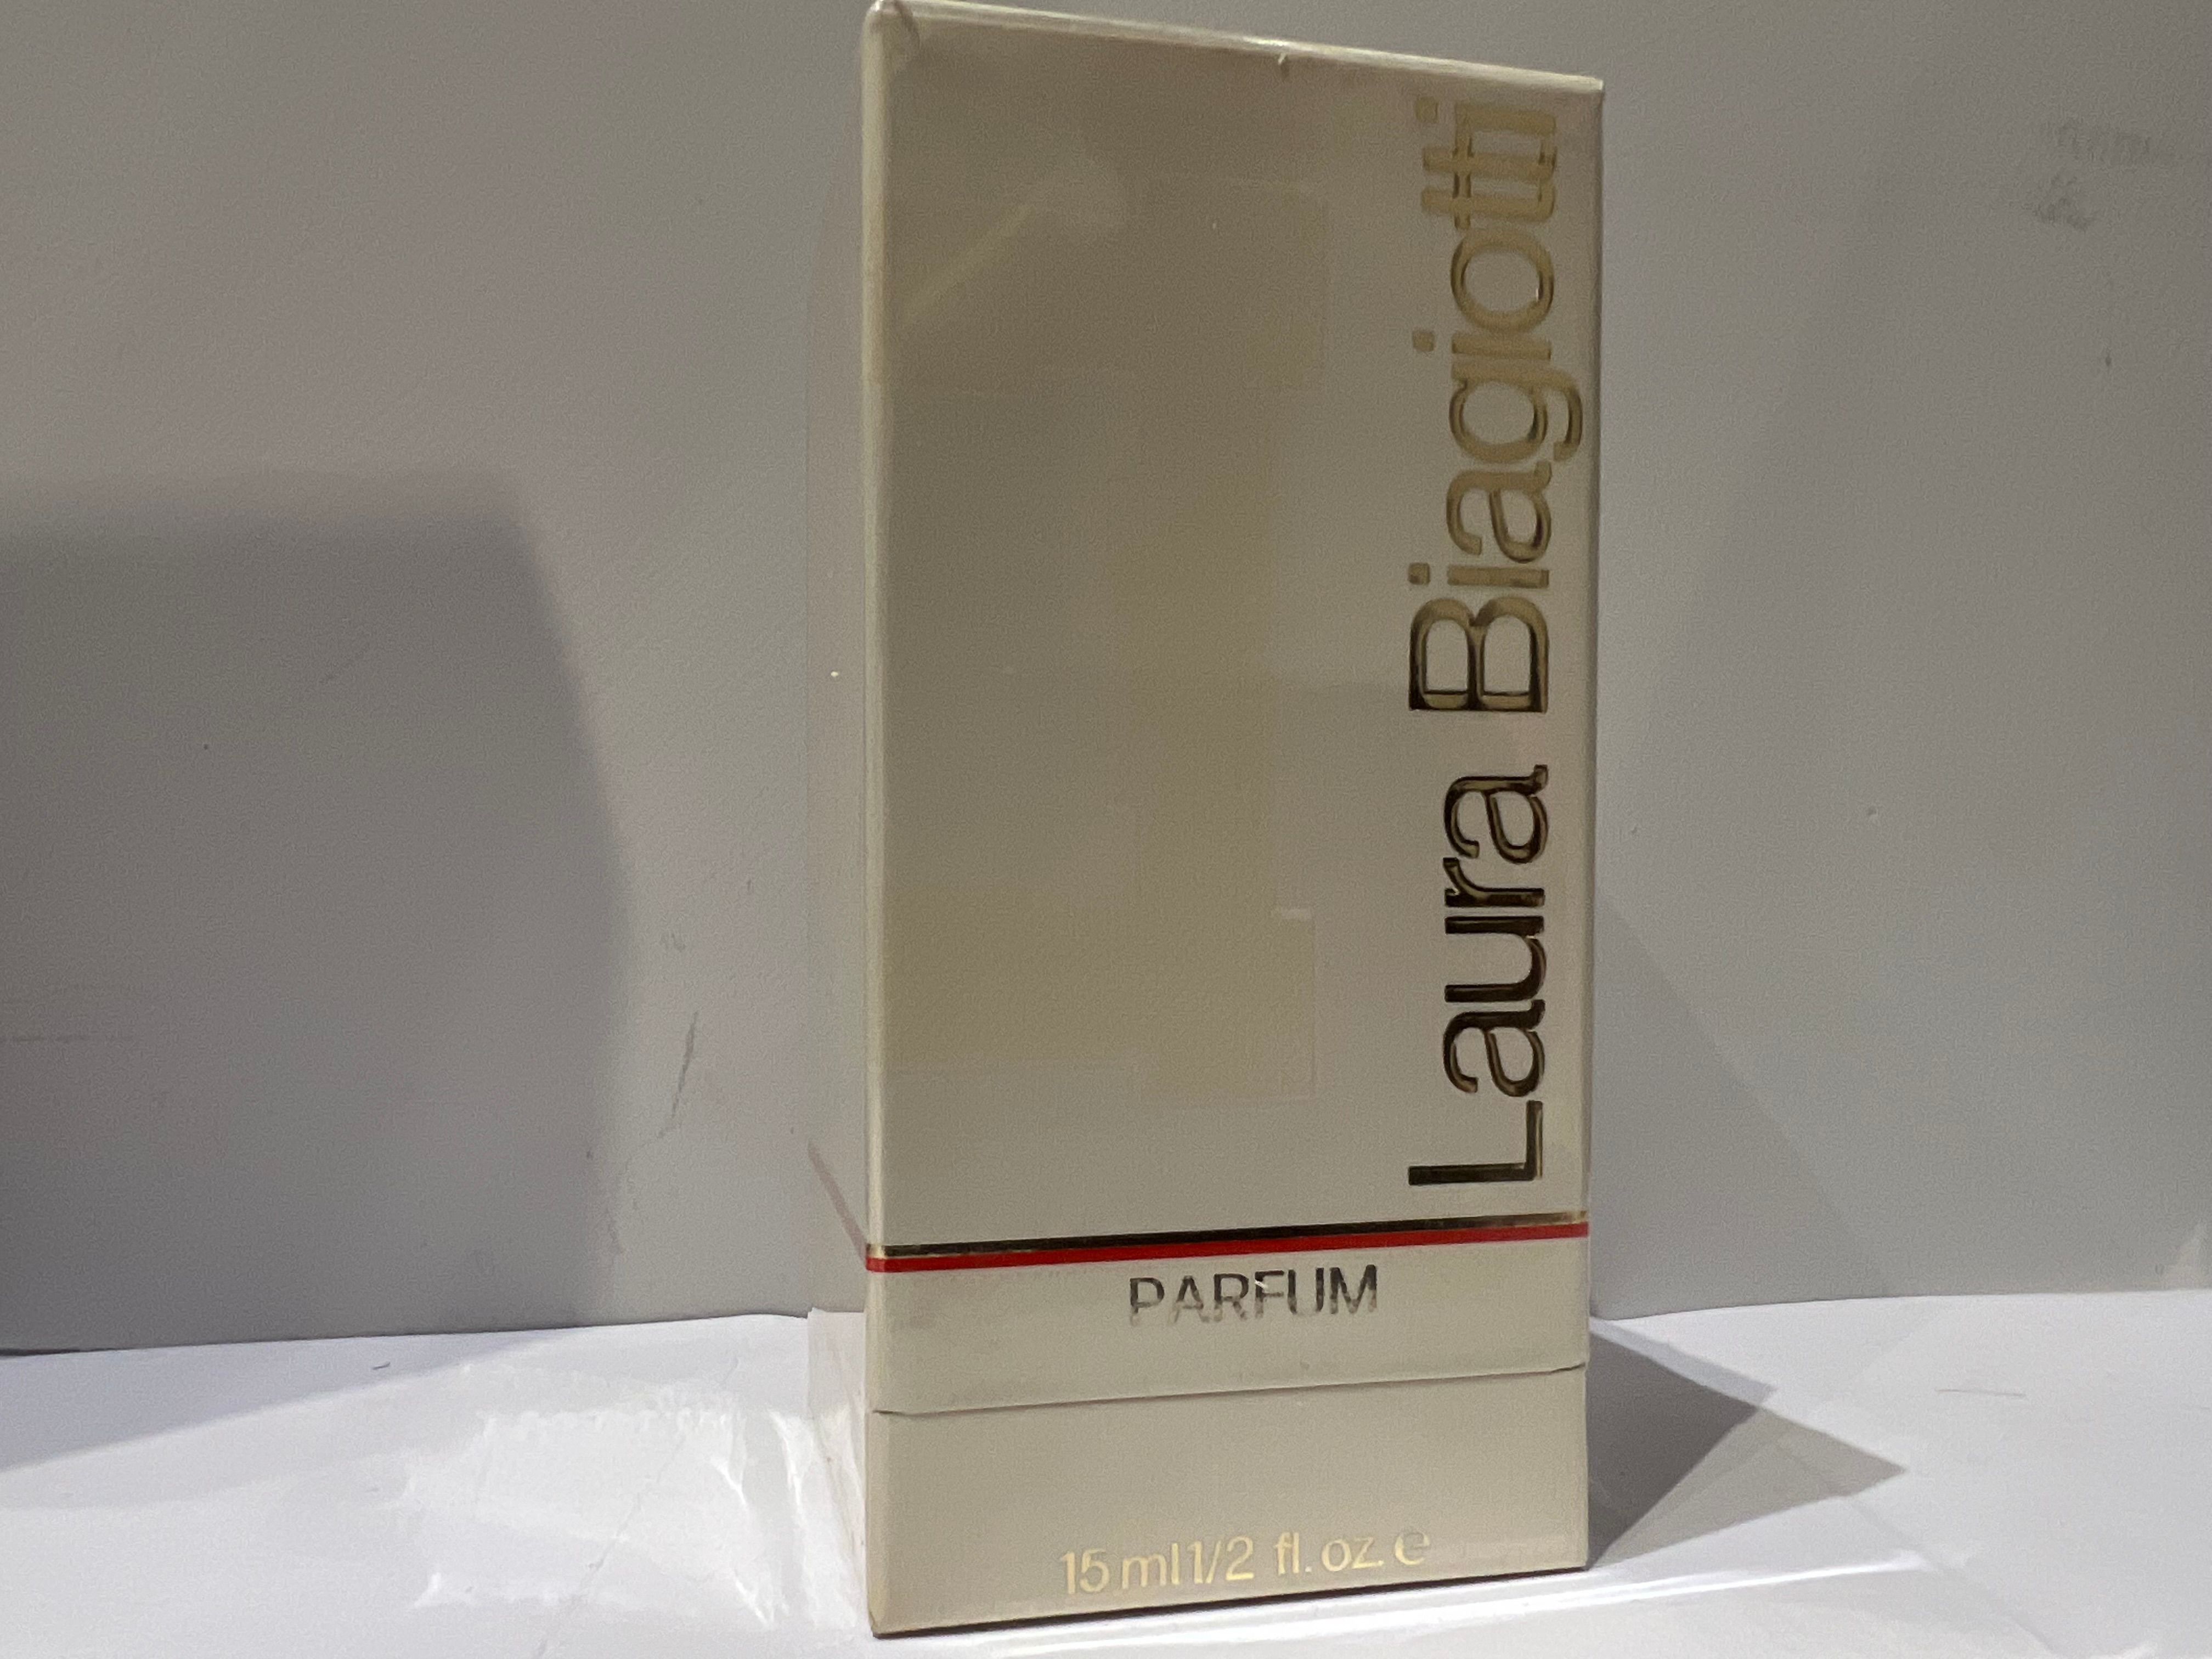 Laura Biagiotti
PARFUM
15 ml 1/2 fl. oz. e